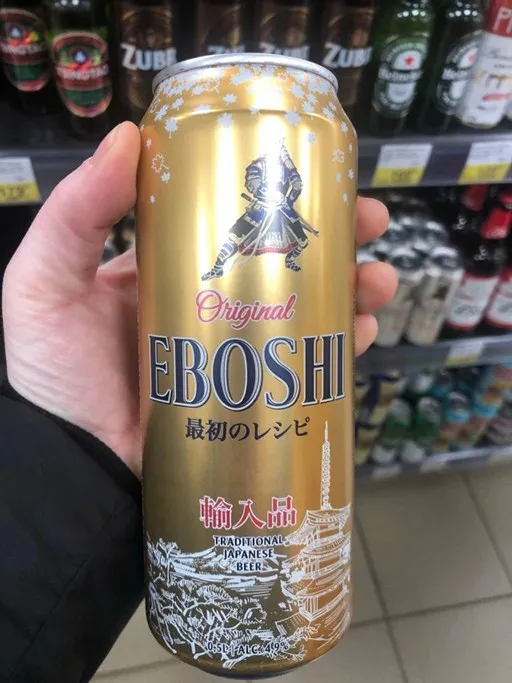 TSINGTAO
ZUBR
Heineken
Original
EBOSHI
最初のレシピ
輸入品
TRADITIONAL
JAPANESE
BEER
0,5L | ALC. 4,9%